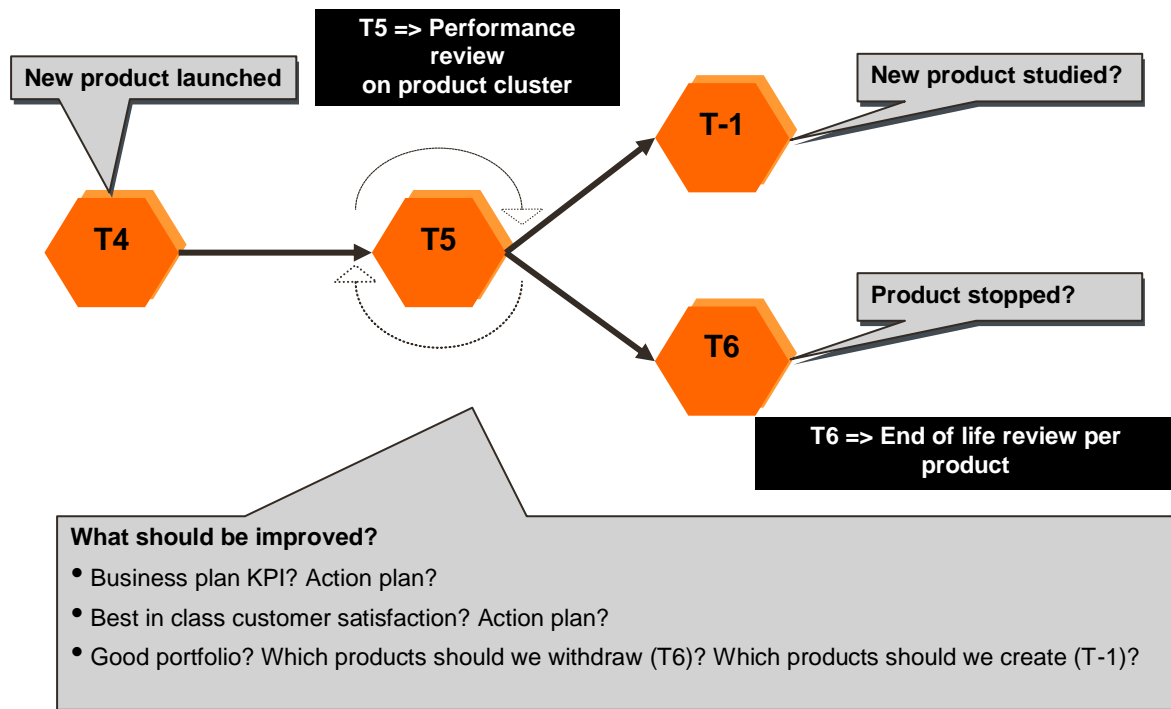 T5 => Performance
review
on product cluster
New product launched
New product studied?
T-1
T4
T5
Product stopped?
T6
T6 => End of life review per
product
What should be improved?
• Business plan KPI? Action plan?
• Best in class customer satisfaction? Action plan?
• Good portfolio? Which products should we withdraw (T6)? Which products should we create (T-1)?